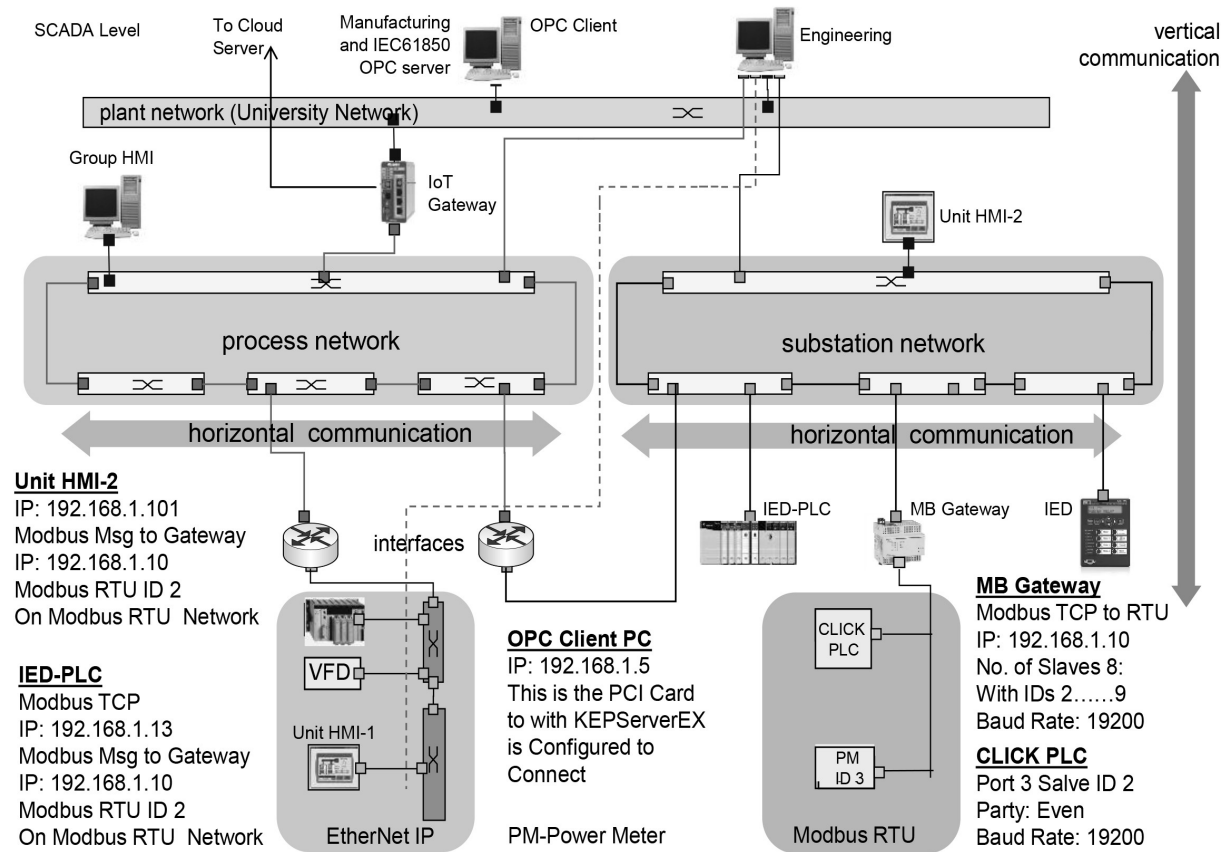 SCADA Level
To Cloud
Server
Manufacturing
and IEC61850
OPC server
OPC Client
Engineering
vertical
communication
plant network (University Network)
Group HMI
IoT
Gateway
Unit HMI-2
process network
substation network
horizontal communication
horizontal communication
Unit HMI-2
IP: 192.168.1.101
Modbus Msg to Gateway
IP: 192.168.1.10
Modbus RTU ID 2
On Modbus RTU Network
interfaces
IED-PLC
MB Gateway
IED
IED-PLC
Modbus TCP
IP: 192.168.1.13
Modbus Msg to Gateway
IP: 192.168.1.10
Modbus RTU ID 2
On Modbus RTU Network
VFD
Unit HMI-1
EtherNet IP
OPC Client PC
IP: 192.168.1.5
This is the PCI Card
to with KEPServerEX
is Configured to
Connect
PM-Power Meter
CLICK
PLC
PM
ID 3
Modbus RTU
MB Gateway
Modbus TCP to RTU
IP: 192.168.1.10
No. of Slaves 8:
With IDs 2......9
Baud Rate: 19200
CLICK PLC
Port 3 Salve ID 2
Party: Even
Baud Rate: 19200